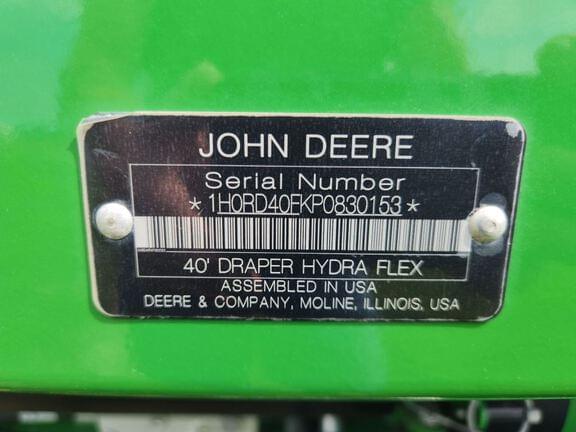 JOHN DEERE
Serial Number
*1H0RD40FKP0830153*
40' DRAPER HYDRA FLEX
ASSEMBLED IN USA
DEERE & COMPANY, MOLINE, ILLINOIS, USA